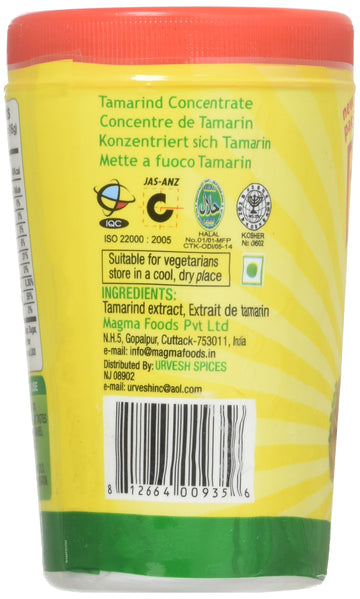 Tamarind Concentrate
Concentre de Tamarin
Konzentriert sich Tamarin
Mette a fuoco Tamarin
JAS-ANZ
IQC
ISO 22000 : 2005
HALAL
No.01/01-MFP
CTK-OD/05-14
KOSHER
No: 0602
Suitable for vegetarians
store in a cool, dry place
INGREDIENTS:
Tamarind extract, Extrait de tamarin
Magma Foods Pvt Ltd
N.H.5, Gopalpur, Cuttack-753011, India
e-mail: info@magmafoods.in
Distributed By: URVESH SPICES
NJ 08902
e-mail: urveshinc@aol.com
8 12664 00935 6